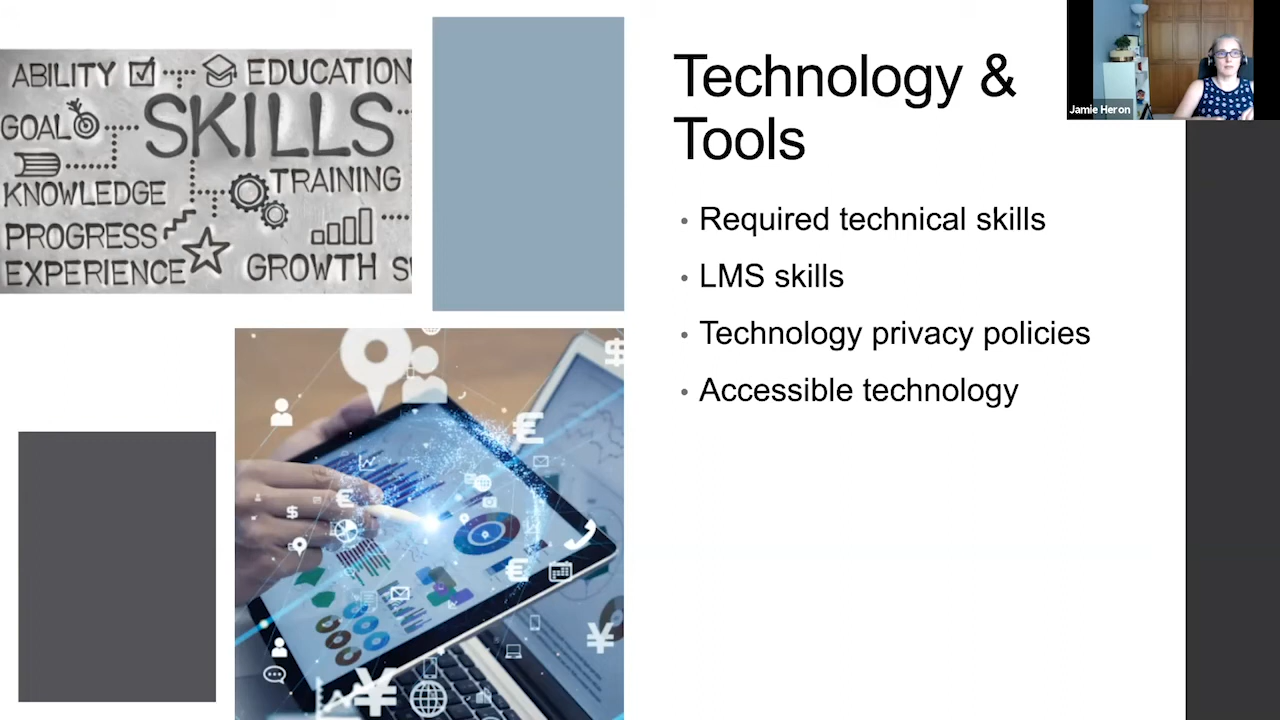 ABILITY
EDUCATION
SKILLS
GOAL
TRAINING
KNOWLEDGE
PROGRESS
EXPERIENCE
GROWTH
Technology &
Tools
• Required technical skills
• LMS skills
• Technology privacy policies
• Accessible technology
Jamie Heron